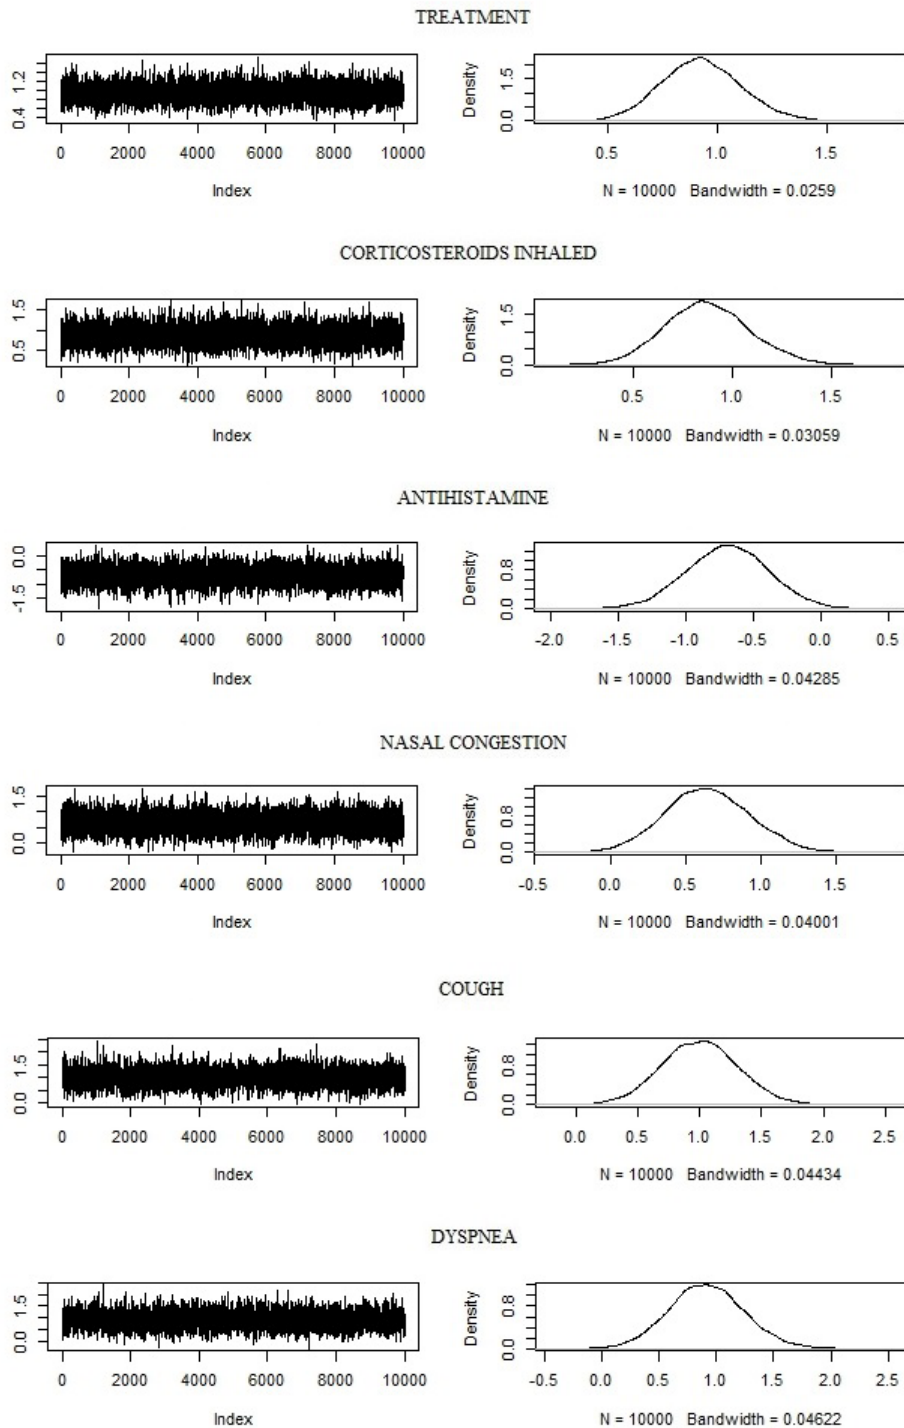 TREATMENT
0.4 1.2
0 2000 4000 6000 8000 10000
Index
Density
0.0 1.5
0.5 1.0 1.5
N = 10000 Bandwidth = 0.0259
CORTICOSTEROIDS INHALED
0.5 1.5
0 2000 4000 6000 8000 10000
Index
Density
0.0 1.5
0.5 1.0 1.5
N = 10000 Bandwidth = 0.03059
ANTIHISTAMINE
-1.5 0.0
0 2000 4000 6000 8000 10000
Index
Density
0.0 0.8
-2.0 -1.5 -1.0 -0.5 0.0 0.5
N = 10000 Bandwidth = 0.04285
NASAL CONGESTION
0.0 1.5
0 2000 4000 6000 8000 10000
Index
Density
0.0 0.8
-0.5 0.0 0.5 1.0 1.5
N = 10000 Bandwidth = 0.04001
COUGH
0.0 1.5
0 2000 4000 6000 8000 10000
Index
Density
0.0 0.8
0.0 0.5 1.0 1.5 2.0 2.5
N = 10000 Bandwidth = 0.04434
DYSPNEA
0.0 1.5
0 2000 4000 6000 8000 10000
Index
Density
0.0 0.8
-0.5 0.0 0.5 1.0 1.5 2.0 2.5
N = 10000 Bandwidth = 0.04622